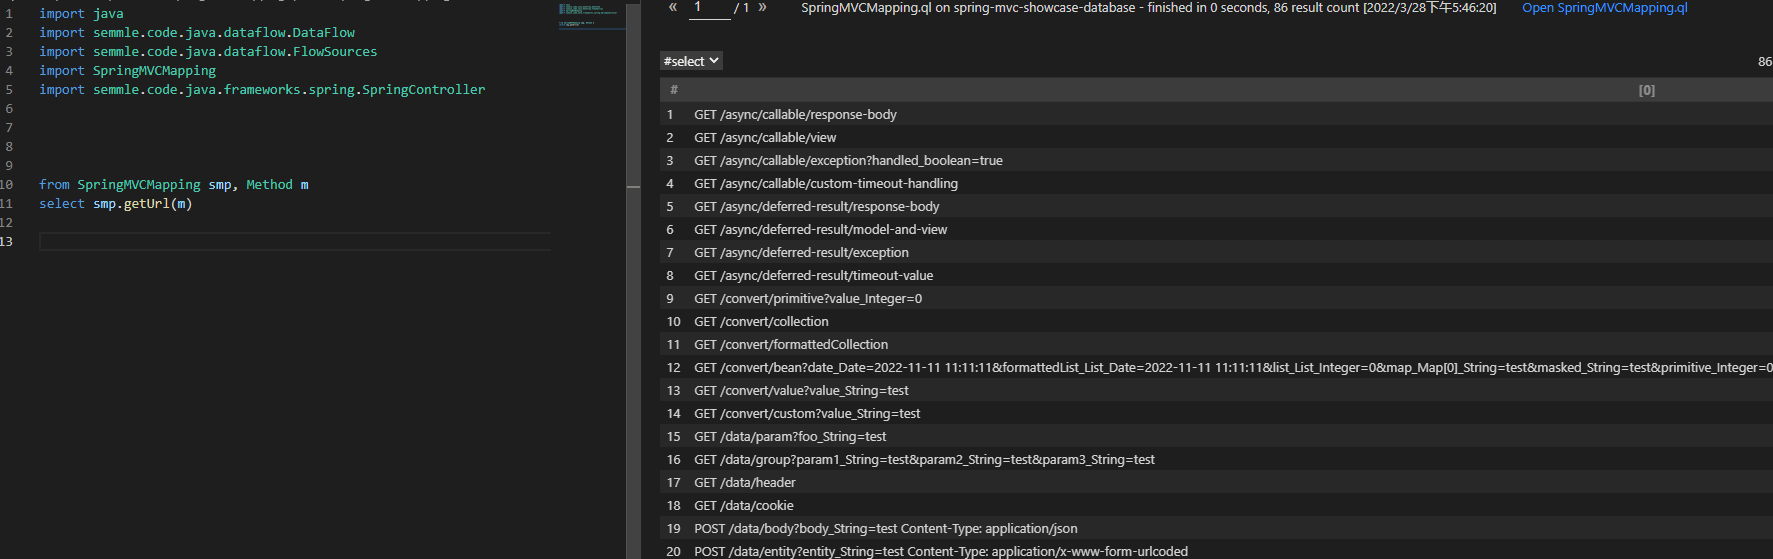 1 import java
2 import semmle.code.java.dataflow.DataFlow
3 import semmle.code.java.dataflow.FlowSources
4 import SpringMVCMapping
5 import semmle.code.java.frameworks.spring.SpringController
6
7
8
9
10 from SpringMVCMapping smp, Method m
11 select smp.getUrl(m)
12
13
« 1 / 1 » SpringMVCMapping.ql on spring-mvc-showcase-database - finished in 0 seconds, 86 result count [2022/3/28下午5:46:20] Open SpringMVCMapping.ql
#select 86
# [0]
1 GET /async/callable/response-body
2 GET /async/callable/view
3 GET /async/callable/exception?handled_boolean=true
4 GET /async/callable/custom-timeout-handling
5 GET /async/deferred-result/response-body
6 GET /async/deferred-result/model-and-view
7 GET /async/deferred-result/exception
8 GET /async/deferred-result/timeout-value
9 GET /convert/primitive?value_Integer=0
10 GET /convert/collection
11 GET /convert/formattedCollection
12 GET /convert/bean?date_Date=2022-11-11 11:11:11&formattedList_List_Date=2022-11-11 11:11:11&list_List_Integer=0&map_Map[0]_String=test&masked_String=test&primitive_Integer=0
13 GET /convert/value?value_String=test
14 GET /convert/custom?value_String=test
15 GET /data/param?foo_String=test
16 GET /data/group?param1_String=test&param2_String=test&param3_String=test
17 GET /data/header
18 GET /data/cookie
19 POST /data/body?body_String=test Content-Type: application/json
20 POST /data/entity?entity_String=test Content-Type: application/x-www-form-urlcoded